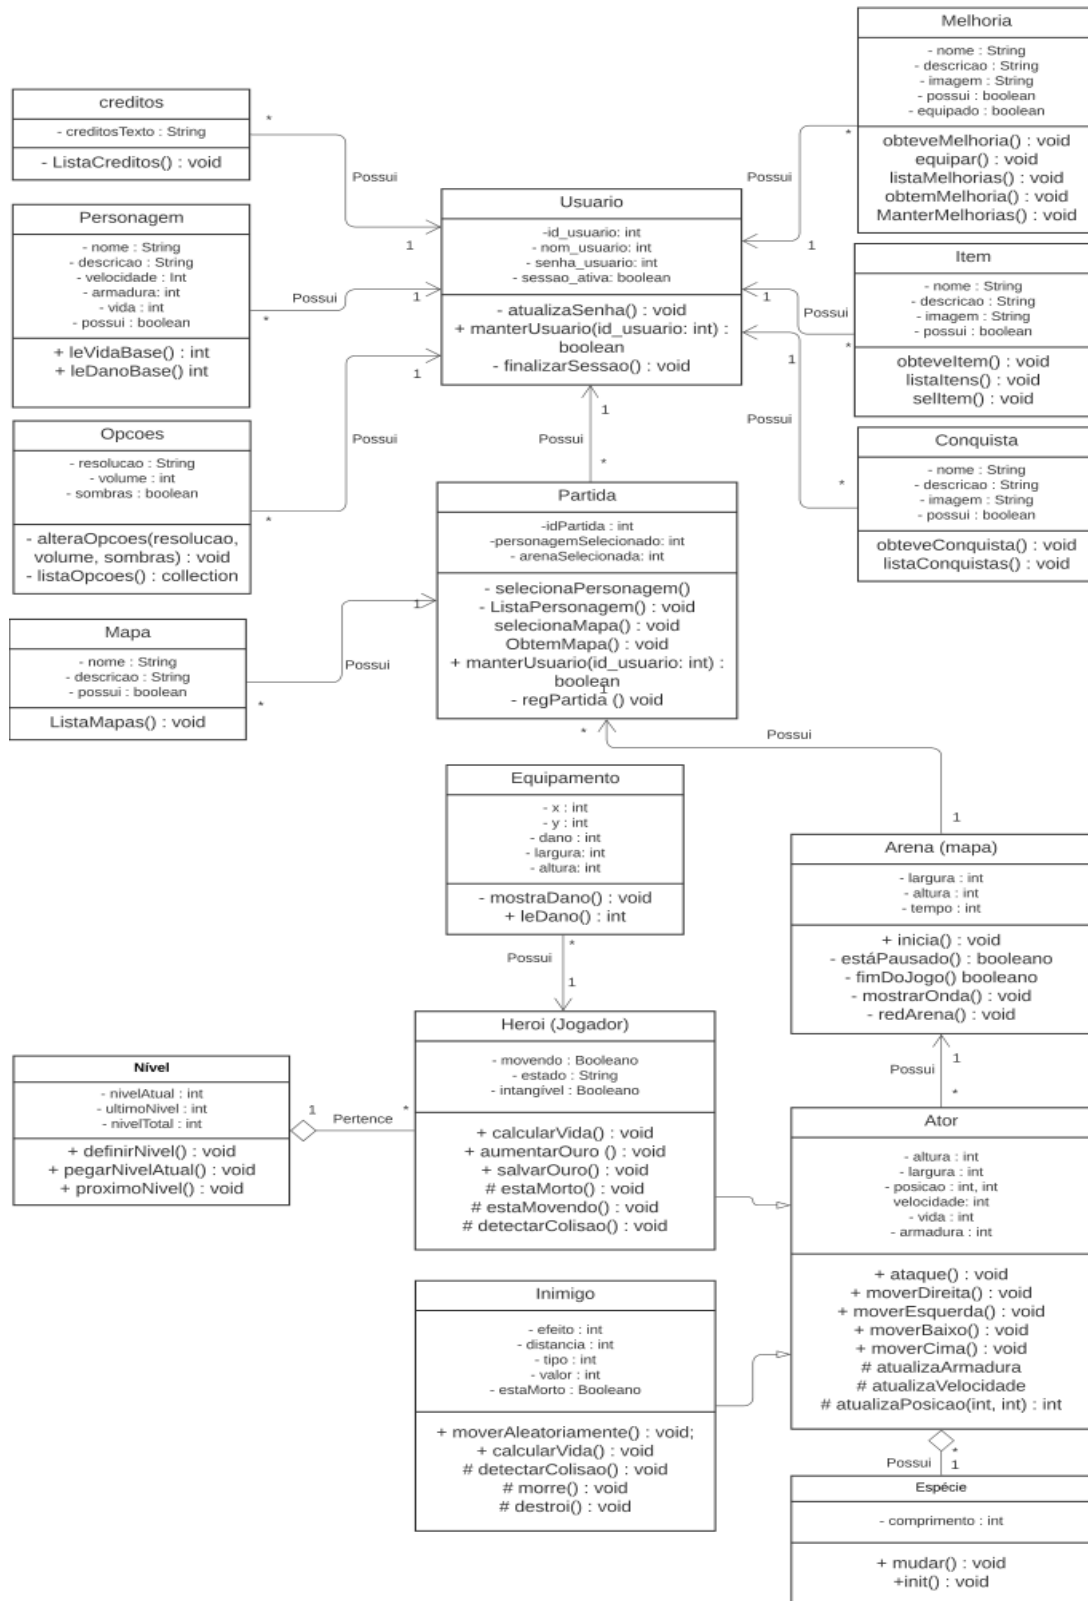 Melhoria
- nome : String
- descricao : String
- imagem : String
- possui : boolean
- equipado : boolean
obteveMelhoria() : void
equipar() : void
listaMelhorias() : void
obtemMelhoria() : void
ManterMelhorias() : void
creditos
- creditosTexto : String
- ListaCreditos() : void
*
Possui
1
*
Possui
1
Personagem
- nome : String
- descricao : String
- velocidade : Int
- armadura: int
- vida : int
- possui : boolean
+ leVidaBase() : int
+ leDanoBase() int
Possui
1
*
Usuario
-id_usuario: int
- nom_usuario: int
- senha_usuario: int
- sessao_ativa: boolean
- atualizaSenha() : void
+ manterUsuario(id_usuario: int) :
boolean
- finalizarSessao() : void
Item
- nome : String
- descricao : String
- imagem : String
- possui : boolean
obteveItem() : void
listaItens() : void
selItem() : void
1
Possui
*
Opcoes
- resolucao : String
- volume : int
- sombras : boolean
- alteraOpcoes(resolucao,
volume, sombras) : void
- listaOpcoes() : collection
1
Possui
*
1
Possui
*
1
Possui
*
Conquista
- nome : String
- descricao : String
- imagem : String
- possui : boolean
obteveConquista() : void
listaConquistas() : void
Partida
-idPartida : int
-personagemSelecionado: int
- arenaSelecionada: int
- selecionaPersonagem()
- ListaPersonagem() : void
selecionaMapa() : void
ObtemMapa() : void
+ manterUsuario(id_usuario: int) :
boolean
1
- regPartida () void
Mapa
- nome : String
- descricao : String
- possui : boolean
ListaMapas() : void
1
Possui
*
*
Possui
1
Equipamento
- x : int
- y : int
- dano : int
- largura: int
- altura: int
- mostraDano() : void
+ leDano() : int
*
Possui
1
Arena (mapa)
- largura : int
- altura : int
- tempo : int
+ inicia() : void
- estáPausado() : booleano
- fimDoJogo() booleano
- mostrarOnda() : void
- redArena() : void
Heroi (Jogador)
- movendo : Booleano
- estado : String
- intangível : Booleano
+ calcularVida() : void
+ aumentarOuro () : void
+ salvarOuro() : void
# estaMorto() : void
# estaMovendo() : void
# detectarColisao() : void
Nível
- nivelAtual : int
- ultimoNivel : int
- nivelTotal : int
+ definirNivel() : void
+ pegarNivelAtual() : void
+ proximoNivel() : void
1
Pertence
*
1
Possui
*
Ator
- altura : int
- largura : int
- posicao : int, int
velocidade: int
- vida : int
- armadura : int
+ ataque() : void
+ moverDireita() : void
+ moverEsquerda() : void
+ moverBaixo() : void
+ moverCima() : void
# atualizaArmadura
# atualizaVelocidade
# atualizaPosicao(int, int) : int
Inimigo
- efeito : int
- distancia : int
- tipo : int
- valor : int
- estaMorto : Booleano
+ moverAleatoriamente() : void;
+ calcularVida() : void
# detectarColisao() : void
# morre() : void
# destroi() : void
*
Possui
1
Espécie
- comprimento : int
+ mudar() : void
+init() : void